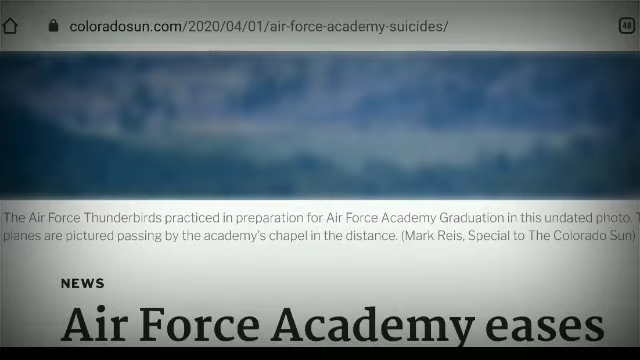 coloradosun.com/2020/04/01/air-force-academy-suicides/
48
The Air Force Thunderbirds practiced in preparation for Air Force Academy Graduation in this undated photo. T
planes are pictured passing by the academy's chapel in the distance. (Mark Reis, Special to The Colorado Sun)
NEWS
Air Force Academy eases